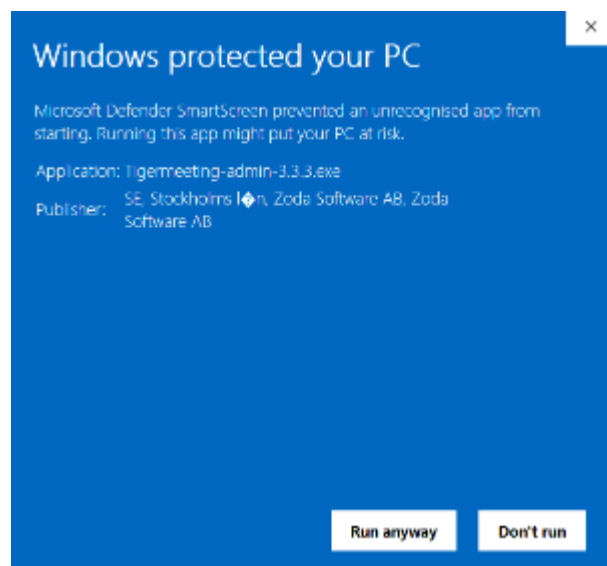 Windows protected your PC
Microsoft Defender SmartScreen prevented an unrecognised app from
starting. Running this app might put your PC at risk.
Application: Tigermeeting-admin-3.3.3.exe
Publisher: SE, Stockholms l�n, Zoda Software AB, Zoda
Software AB
Run anyway
Don't run